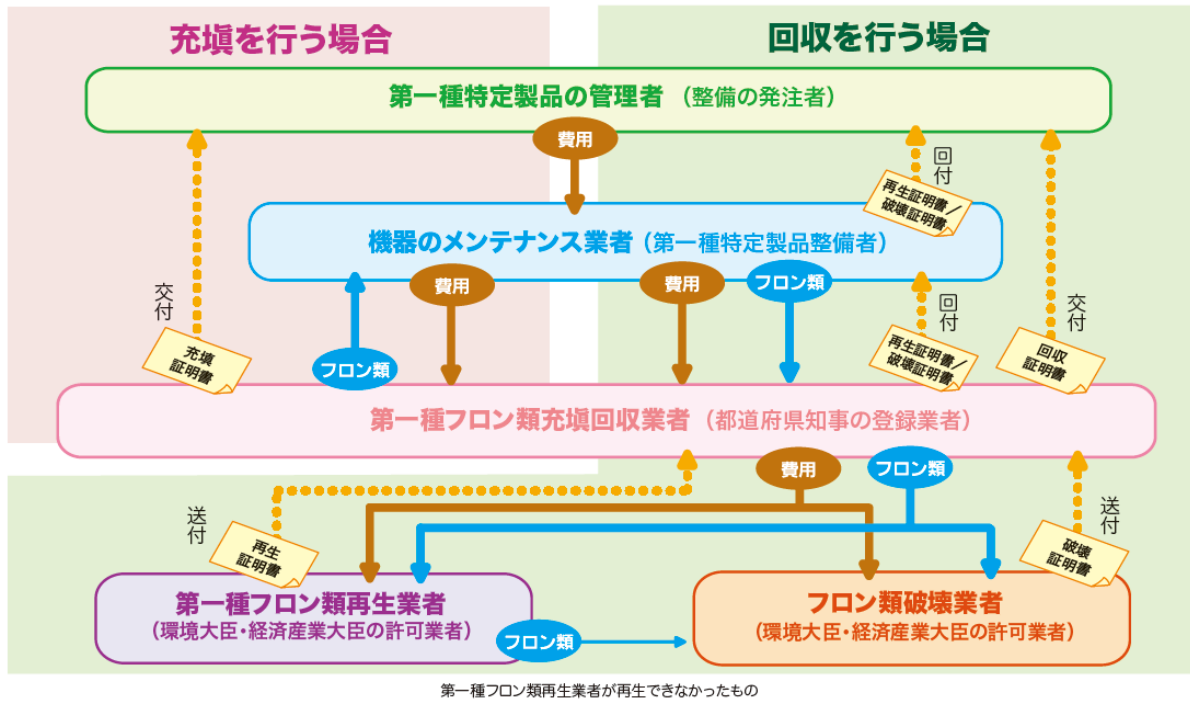 充塡を行う場合
回収を行う場合
第一種特定製品の管理者 （整備の発注者）
費用
回付
再生証明書／
破壊証明書
機器のメンテナンス業者（第一種特定製品整備者）
費用
費用
フロン類
交付
回付
交付
充塡
証明書
フロン類
再生証明書／
破壊証明書
回収
証明書
第一種フロン類充塡回収業者（都道府県知事の登録業者）
費用
フロン類
送付
送付
再生
証明書
破壊
証明書
第一種フロン類再生業者
（環境大臣・経済産業大臣の許可業者）
フロン類
フロン類破壊業者
（環境大臣・経済産業大臣の許可業者）
第一種フロン類再生業者が再生できなかったもの